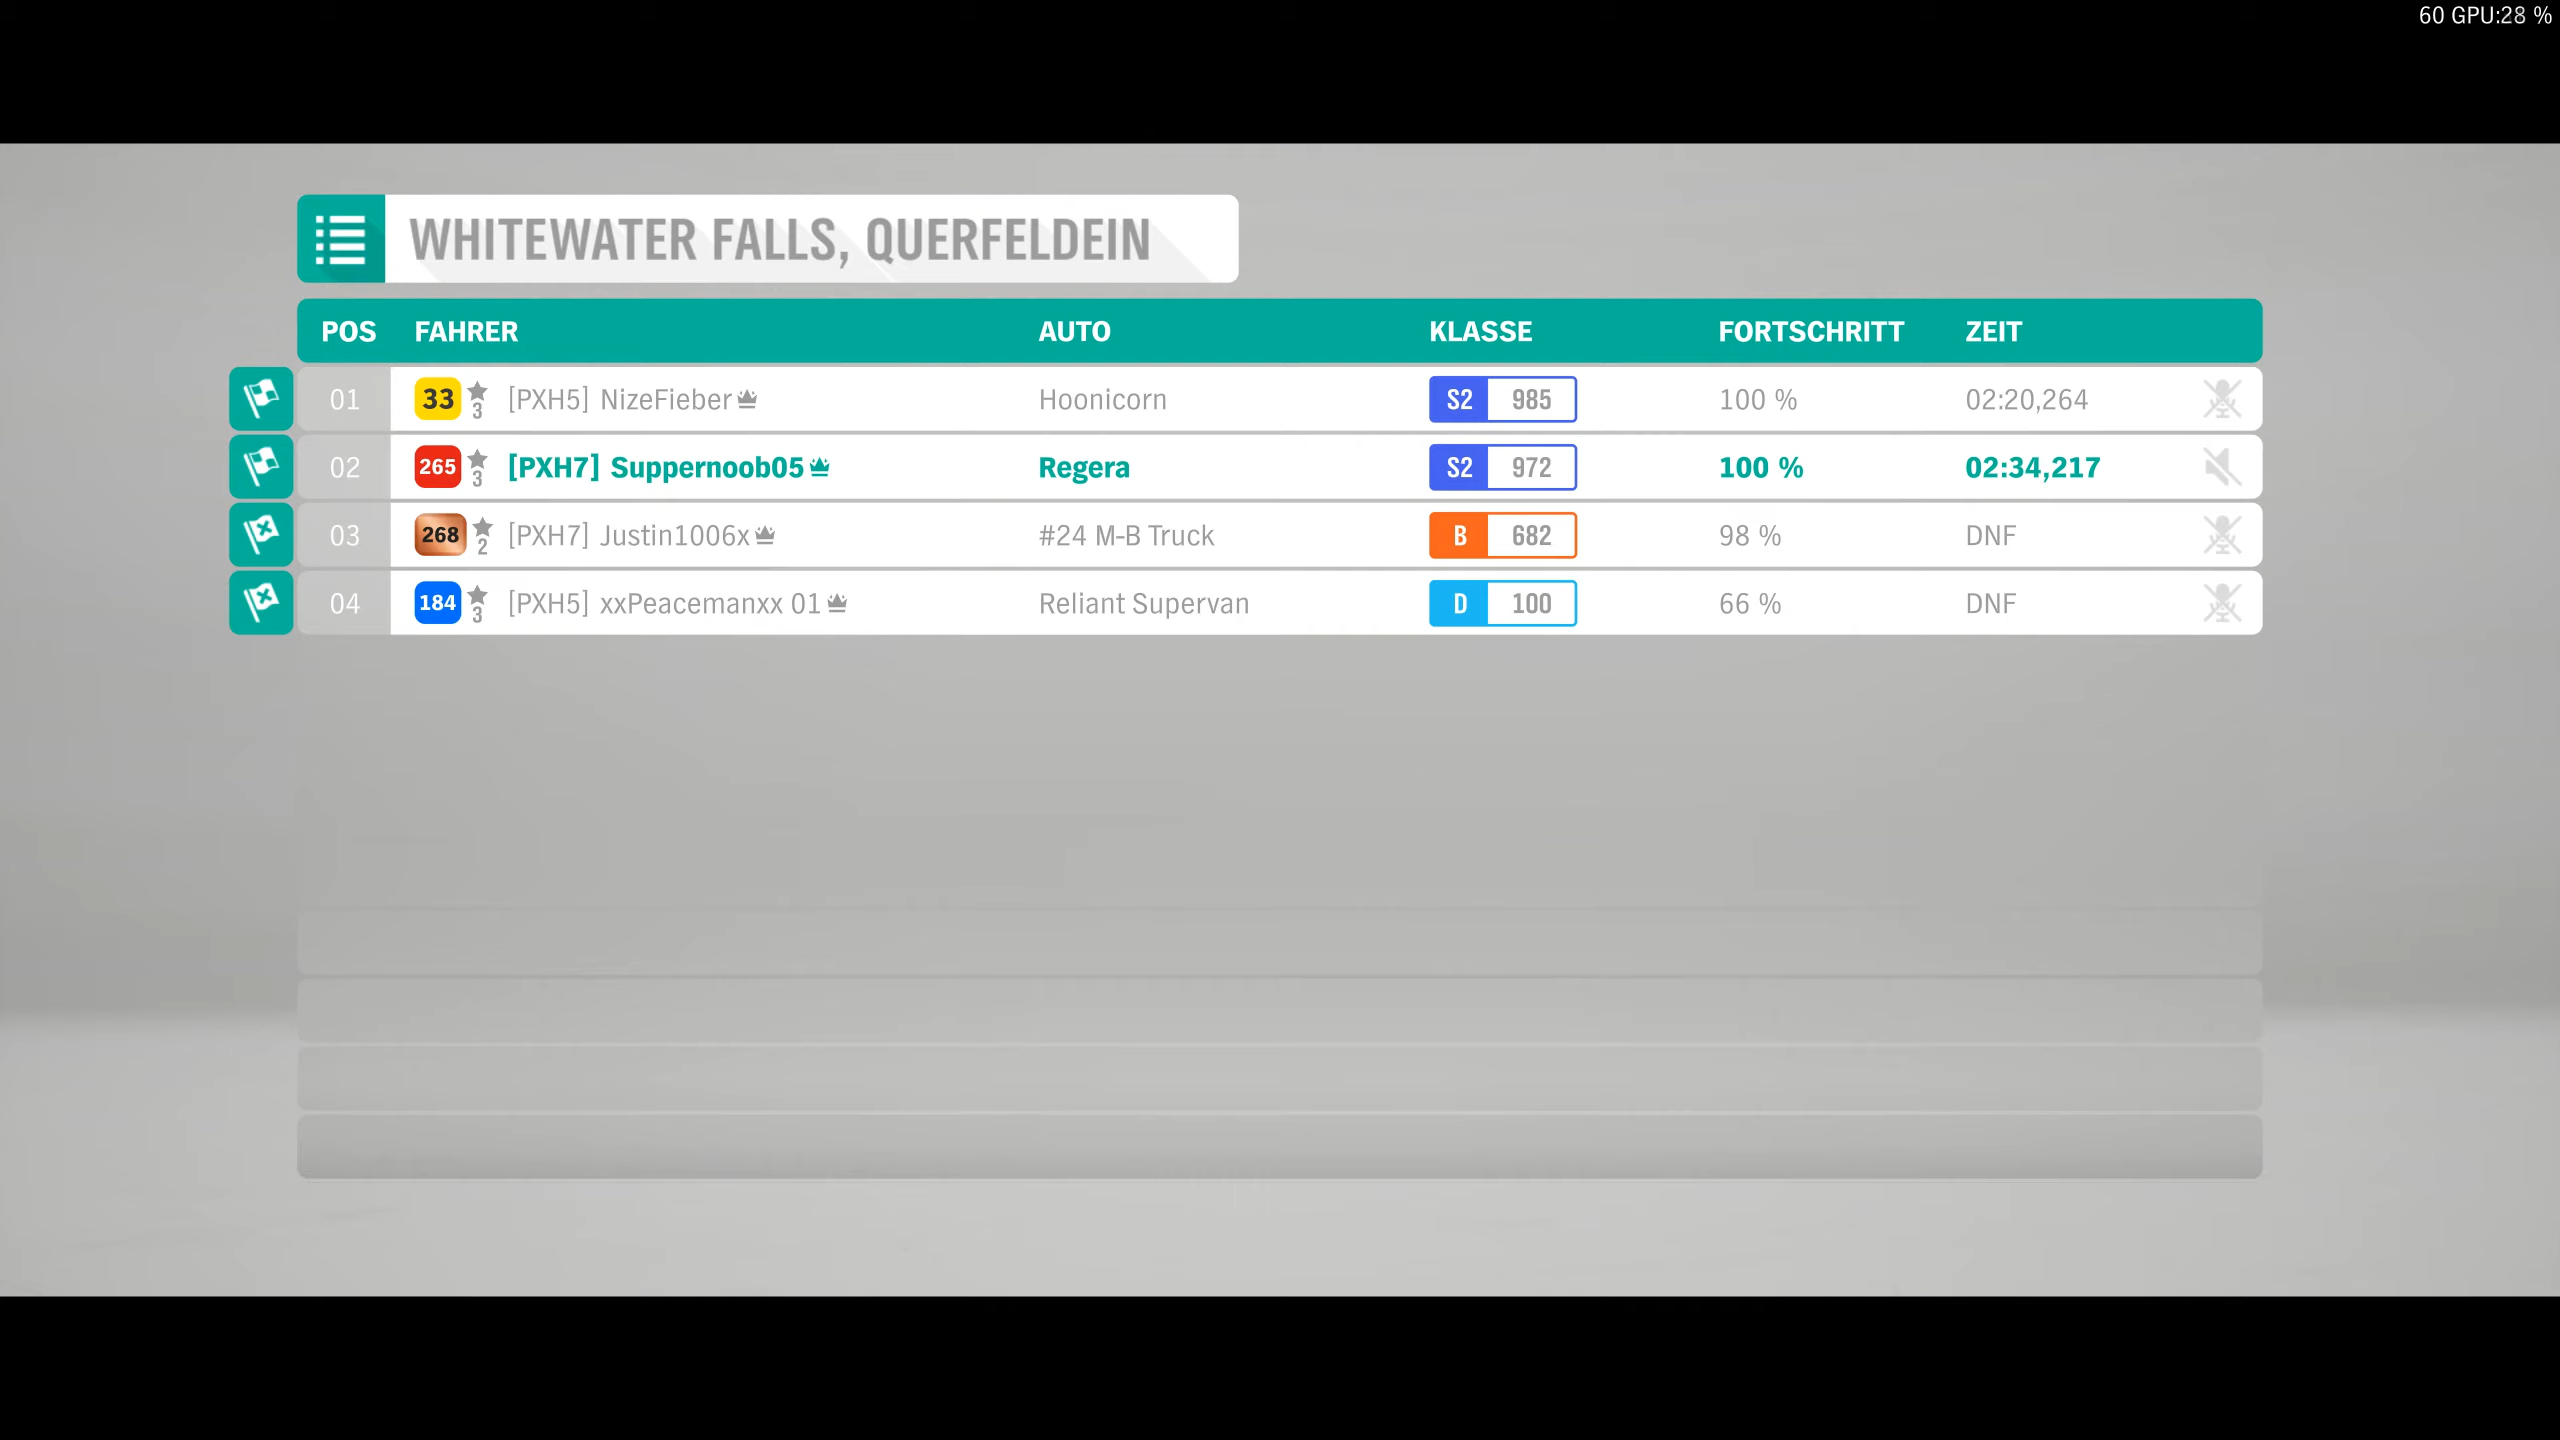 60 GPU:28 %
WHITEWATER FALLS, QUERFELDEIN
POS FAHRER AUTO KLASSE FORTSCHRITT ZEIT
01 33 3 [PXH5] NizeFieber Hoonicorn S2 985 100 % 02:20,264
02 265 3 [PXH7] Suppernoob05 Regera S2 972 100 % 02:34,217
03 268 2 [PXH7] Justin1006x #24 M-B Truck B 682 98 % DNF
04 184 3 [PXH5] xxPeacemanxx 01 Reliant Supervan D 100 66 % DNF